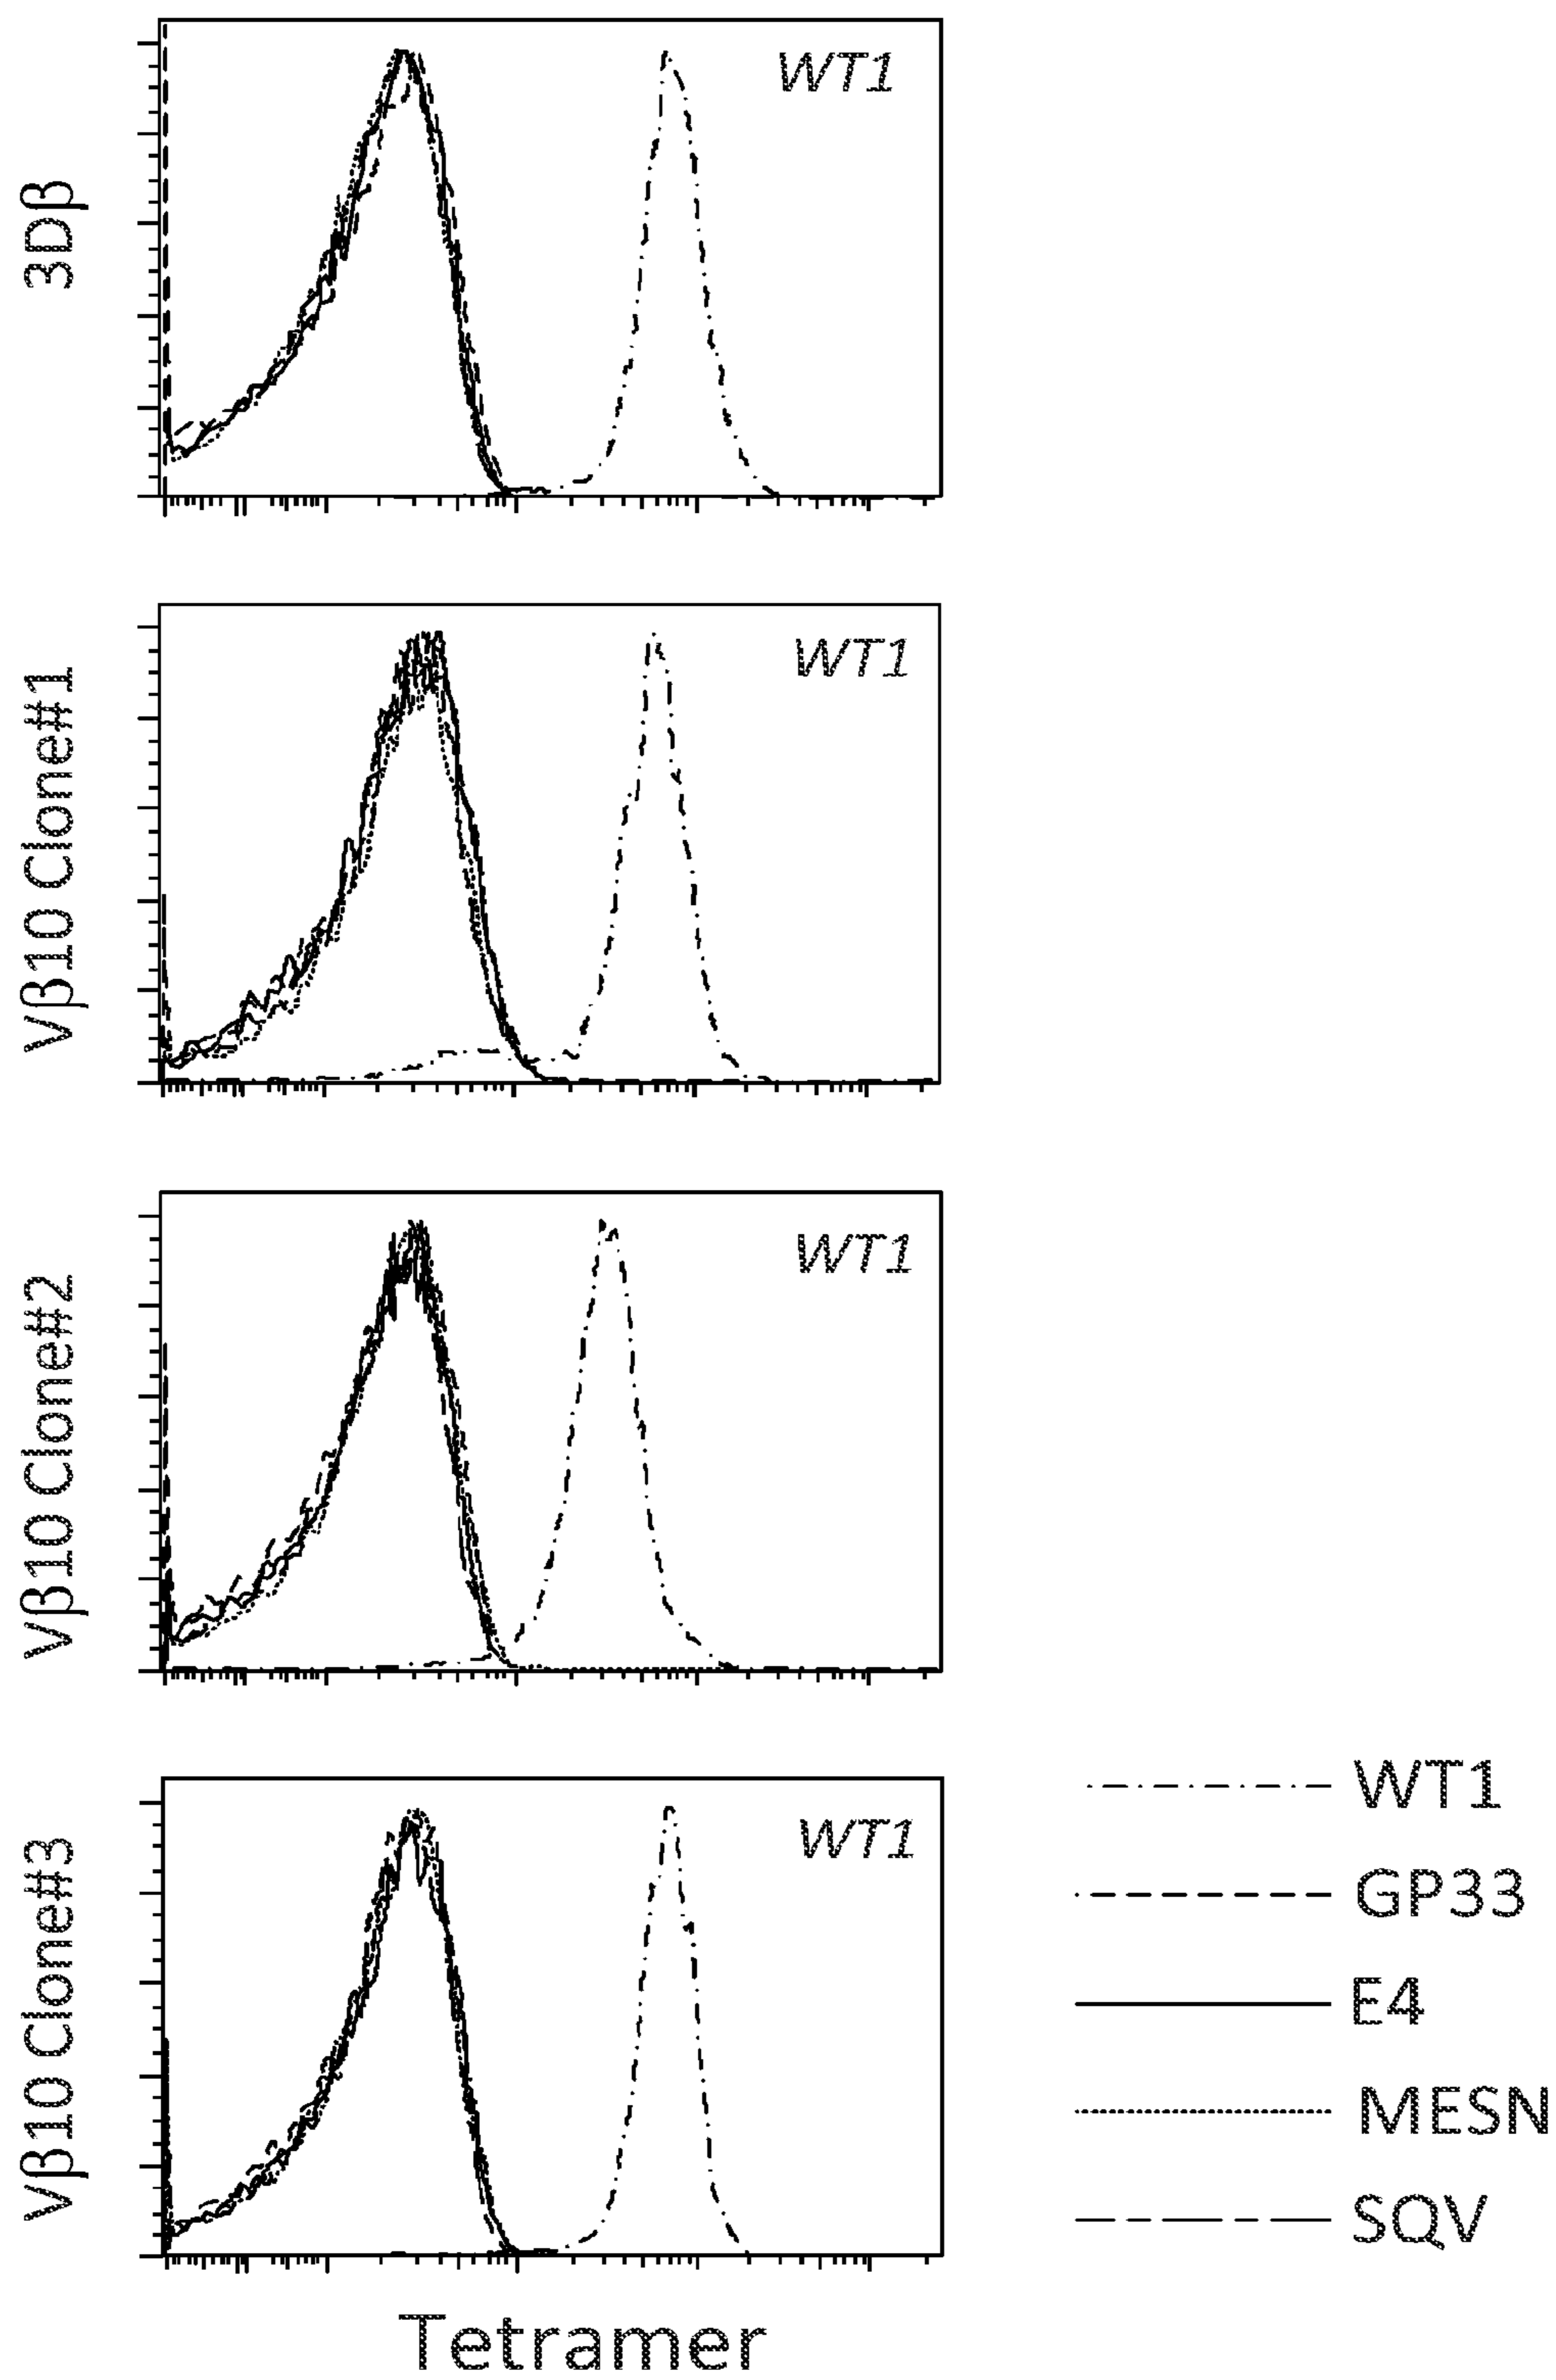 3Dβ
WT1
Vβ10 Clone#1
WT1
Vβ10 Clone#2
WT1
Vβ10 Clone#3
WT1
WT1
GP33
E4
MESN
SQV
Tetramer